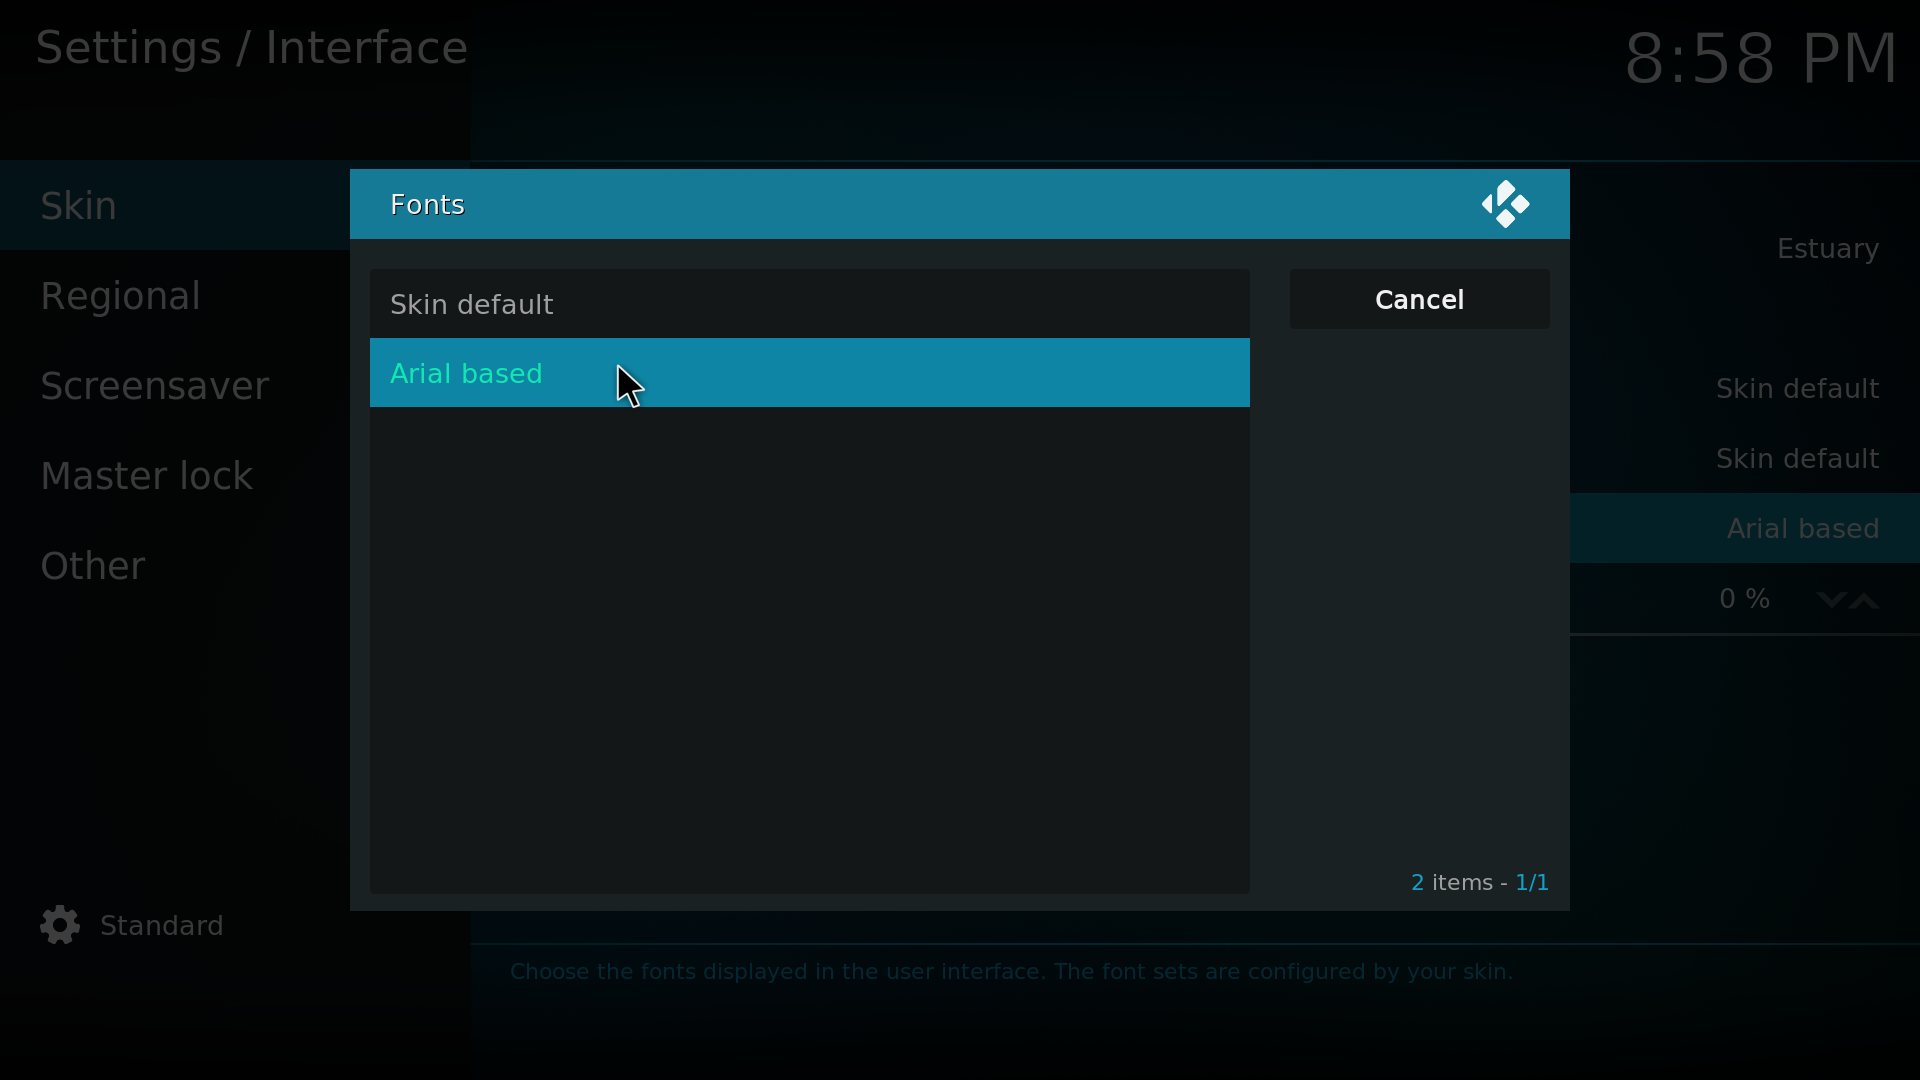 Settings / Interface
8:58 PM
Skin
Regional
Screensaver
Master lock
Other
Standard
Fonts
Skin default
Arial based
Cancel
2 items - 1/1
Estuary
Skin default
Skin default
Arial based
0 %
Choose the fonts displayed in the user interface. The font sets are configured by your skin.